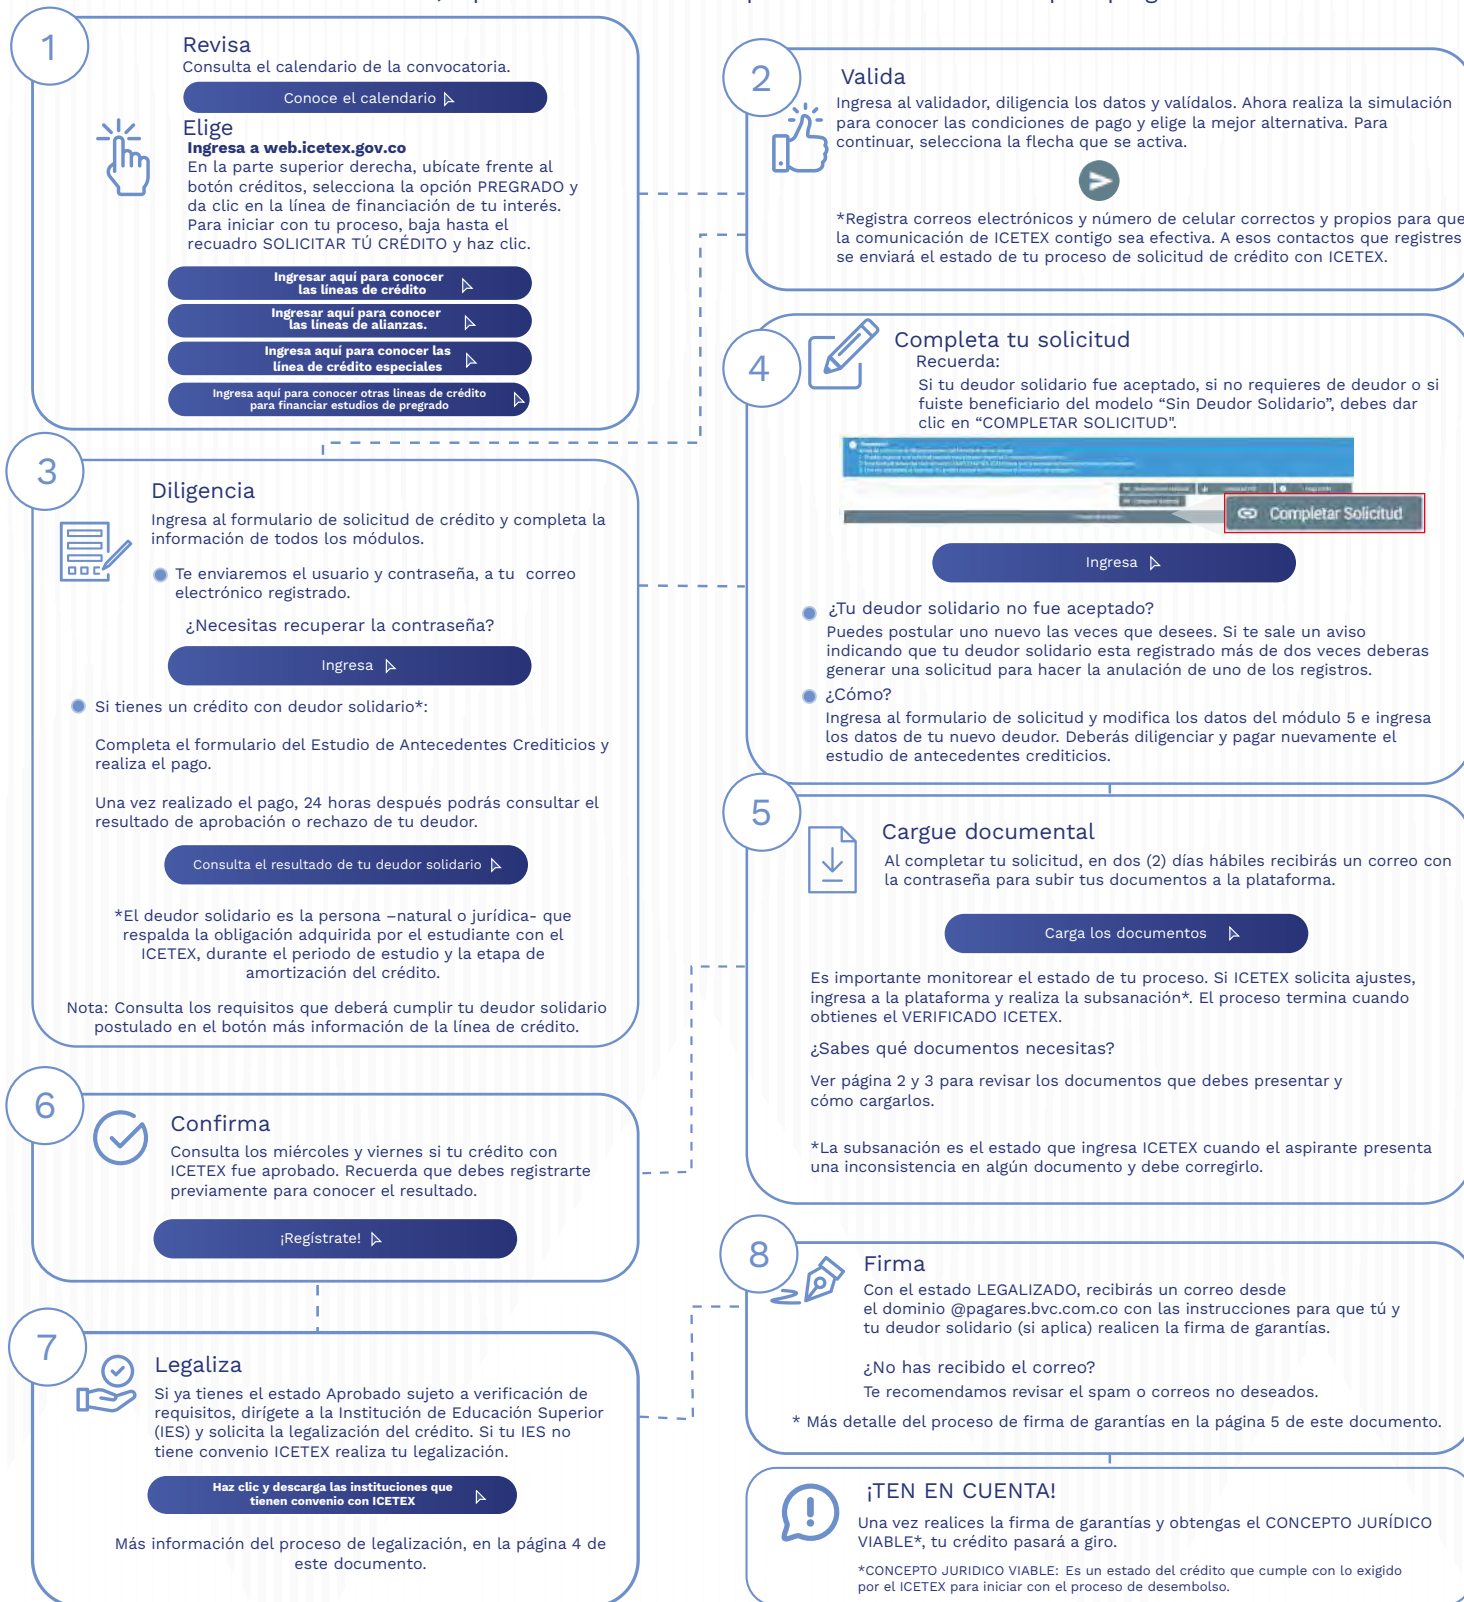 1
Revisa
Consulta el calendario de la convocatoria.
Conoce el calendario
Elige
Ingresa a web.icetex.gov.co
En la parte superior derecha, ubícate frente al
botón créditos, selecciona la opción PREGRADO y
da clic en la línea de financiación de tu interés.
Para iniciar con tu proceso, baja hasta el
recuadro SOLICITAR TÚ CRÉDITO y haz clic.
Ingresar aquí para conocer
las líneas de crédito
Ingresar aquí para conocer
las líneas de alianzas.
Ingresa aquí para conocer las
línea de crédito especiales
Ingresa aquí para conocer otras lineas de crédito
para financiar estudios de pregrado
2
Valida
Ingresa al validador, diligencia los datos y valídalos. Ahora realiza la simulación
para conocer las condiciones de pago y elige la mejor alternativa. Para
continuar, selecciona la flecha que se activa.
*Registra correos electrónicos y número de celular correctos y propios para que
la comunicación de ICETEX contigo sea efectiva. A esos contactos que registres
se enviará el estado de tu proceso de solicitud de crédito con ICETEX.
3
Diligencia
Ingresa al formulario de solicitud de crédito y completa la
información de todos los módulos.
Te enviaremos el usuario y contraseña, a tu correo
electrónico registrado.
¿Necesitas recuperar la contraseña?
Ingresa
Si tienes un crédito con deudor solidario*:
Completa el formulario del Estudio de Antecedentes Crediticios y
realiza el pago.
Una vez realizado el pago, 24 horas después podrás consultar el
resultado de aprobación o rechazo de tu deudor.
Consulta el resultado de tu deudor solidario
*El deudor solidario es la persona –natural o jurídica- que
respalda la obligación adquirida por el estudiante con el
ICETEX, durante el periodo de estudio y la etapa de
amortización del crédito.
Nota: Consulta los requisitos que deberá cumplir tu deudor solidario
postulado en el botón más información de la línea de crédito.
4
Completa tu solicitud
Recuerda:
Si tu deudor solidario fue aceptado, si no requieres de deudor o si
fuiste beneficiario del modelo “Sin Deudor Solidario”, debes dar
clic en “COMPLETAR SOLICITUD".
Completar Solicitud
Ingresa
¿Tu deudor solidario no fue aceptado?
Puedes postular uno nuevo las veces que desees. Si te sale un aviso
indicando que tu deudor solidario esta registrado más de dos veces deberas
generar una solicitud para hacer la anulación de uno de los registros.
¿Cómo?
Ingresa al formulario de solicitud y modifica los datos del módulo 5 e ingresa
los datos de tu nuevo deudor. Deberás diligenciar y pagar nuevamente el
estudio de antecedentes crediticios.
5
Cargue documental
Al completar tu solicitud, en dos (2) días hábiles recibirás un correo con
la contraseña para subir tus documentos a la plataforma.
Carga los documentos
Es importante monitorear el estado de tu proceso. Si ICETEX solicita ajustes,
ingresa a la plataforma y realiza la subsanación*. El proceso termina cuando
obtienes el VERIFICADO ICETEX.
¿Sabes qué documentos necesitas?
Ver página 2 y 3 para revisar los documentos que debes presentar y
cómo cargarlos.
*La subsanación es el estado que ingresa ICETEX cuando el aspirante presenta
una inconsistencia en algún documento y debe corregirlo.
6
Confirma
Consulta los miércoles y viernes si tu crédito con
ICETEX fue aprobado. Recuerda que debes registrarte
previamente para conocer el resultado.
¡Regístrate!
7
Legaliza
Si ya tienes el estado Aprobado sujeto a verificación de
requisitos, dirígete a la Institución de Educación Superior
(IES) y solicita la legalización del crédito. Si tu IES no
tiene convenio ICETEX realiza tu legalización.
Haz clic y descarga las instituciones que
tienen convenio con ICETEX
Más información del proceso de legalización, en la página 4 de
este documento.
8
Firma
Con el estado LEGALIZADO, recibirás un correo desde
el dominio @pagares.bvc.com.co con las instrucciones para que tú y
tu deudor solidario (si aplica) realicen la firma de garantías.
¿No has recibido el correo?
Te recomendamos revisar el spam o correos no deseados.
* Más detalle del proceso de firma de garantías en la página 5 de este documento.
¡TEN EN CUENTA!
Una vez realices la firma de garantías y obtengas el CONCEPTO JURÍDICO
VIABLE*, tu crédito pasará a giro.
*CONCEPTO JURIDICO VIABLE: Es un estado del crédito que cumple con lo exigido
por el ICETEX para iniciar con el proceso de desembolso.